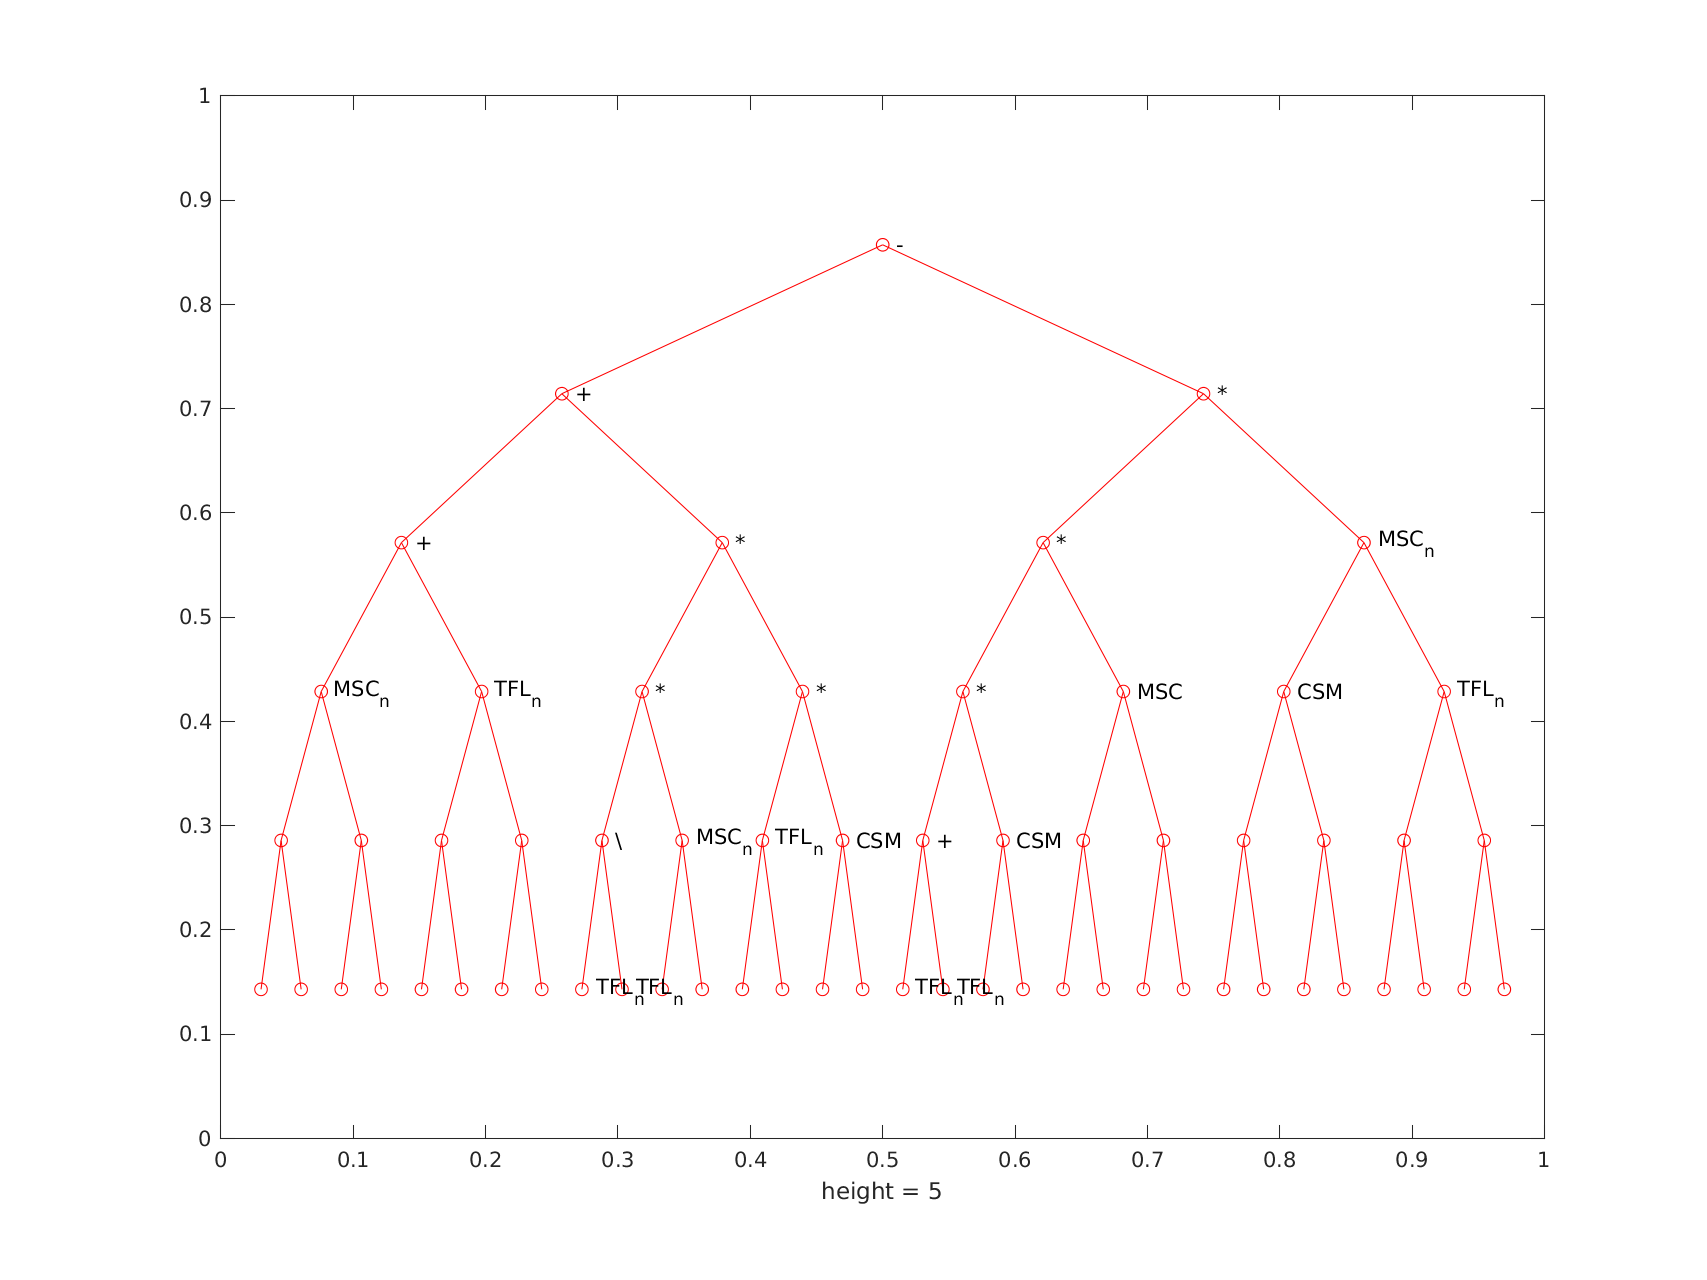 1
0.9
-
0.8
+ *
0.7
0.6
+ * * MSCn
0.5
MSCn TFLn * * * MSC CSM TFLn
0.4
0.3
\ MSCn TFLn CSM + CSM
0.2
TFLn TFLn TFLn TFLn
0.1
0
0 0.1 0.2 0.3 0.4 0.5 0.6 0.7 0.8 0.9 1
height = 5